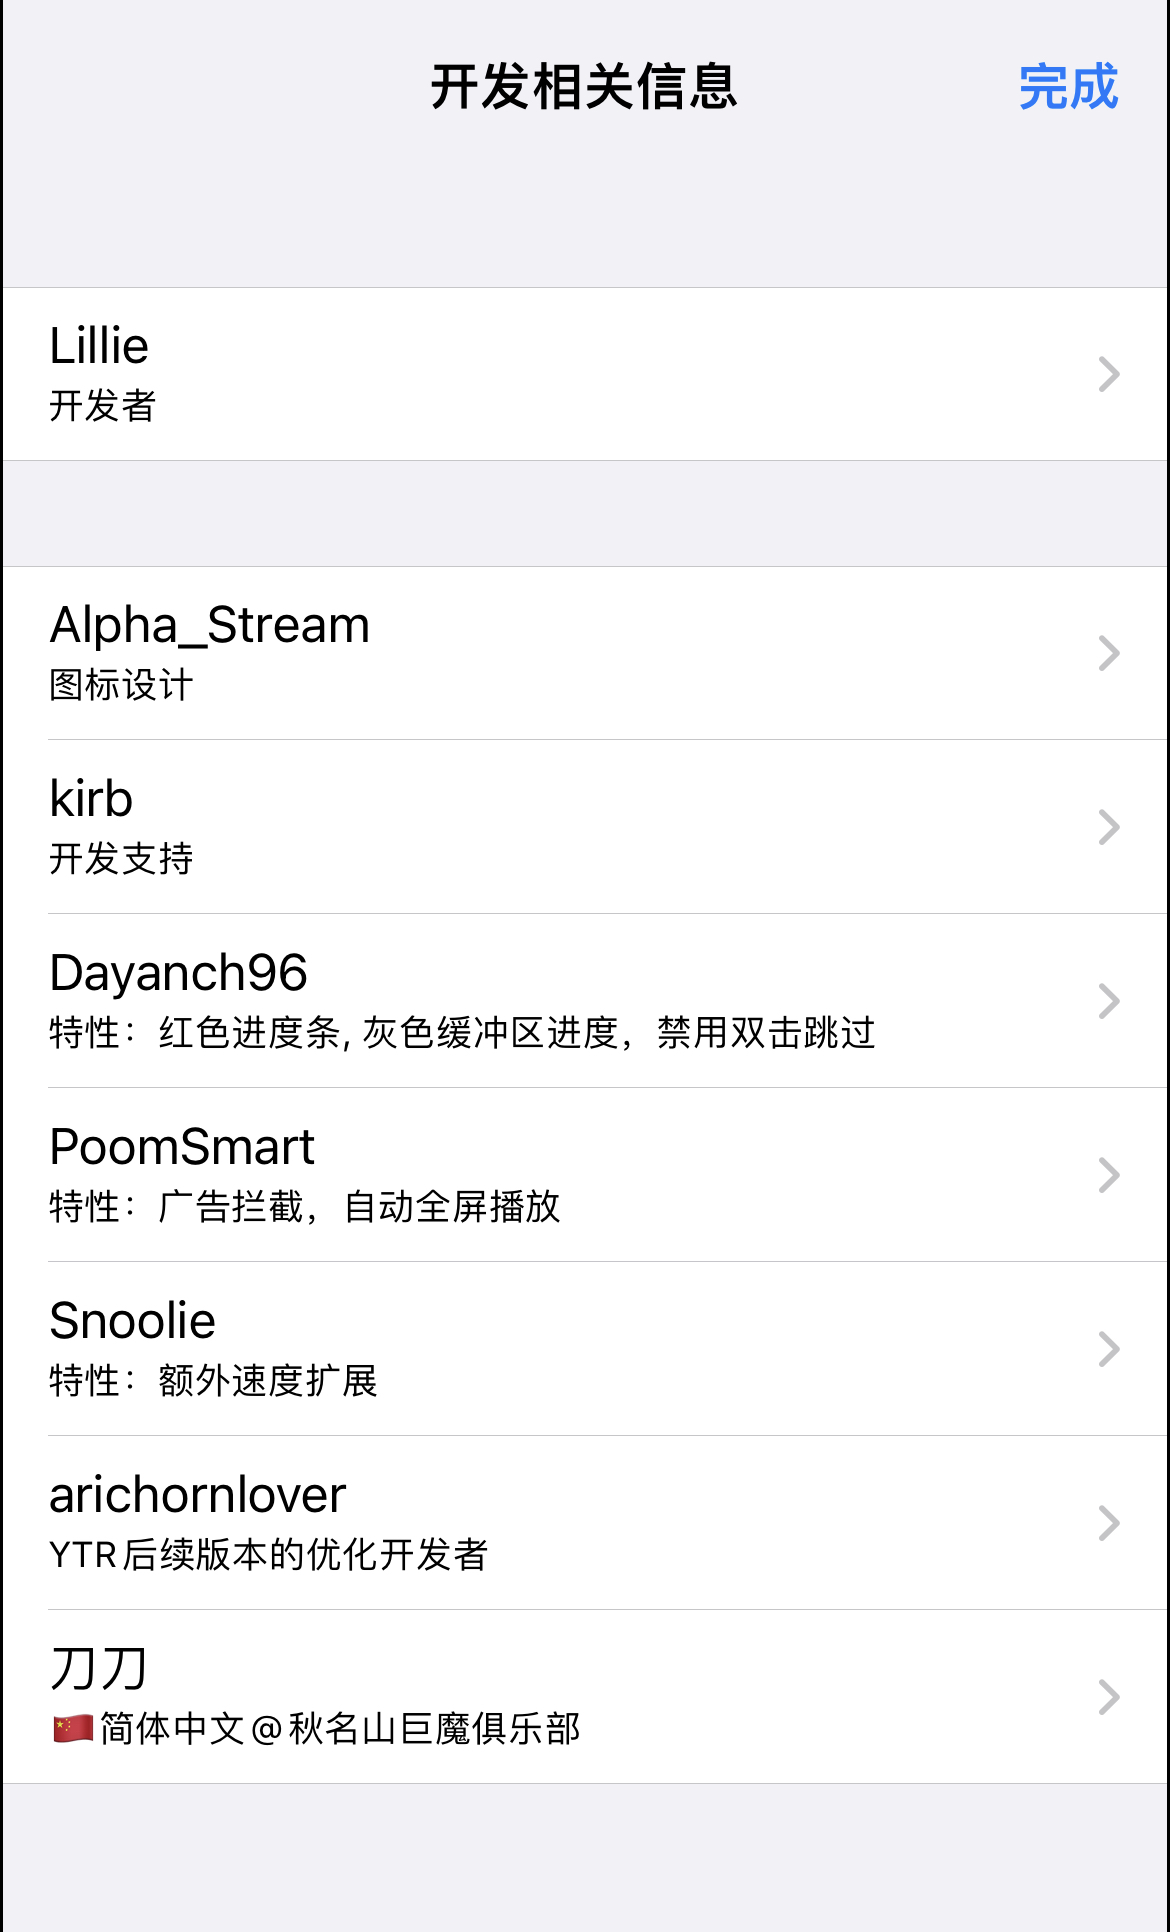 开发相关信息
完成
Lillie
开发者
Alpha_Stream
图标设计
kirb
开发支持
Dayanch96
特性：红色进度条, 灰色缓冲区进度，禁用双击跳过
PoomSmart
特性：广告拦截，自动全屏播放
Snoolie
特性：额外速度扩展
arichornlover
YTR后续版本的优化开发者
刀刀
🇨🇳简体中文@秋名山巨魔俱乐部